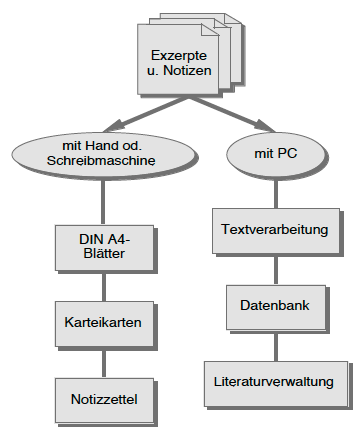 Exzerpte
u. Notizen
mit Hand od.
Schreibmaschine
mit PC
DIN A4-
Blätter
Textverarbeitung
Karteikarten
Datenbank
Notizzettel
Literaturverwaltung